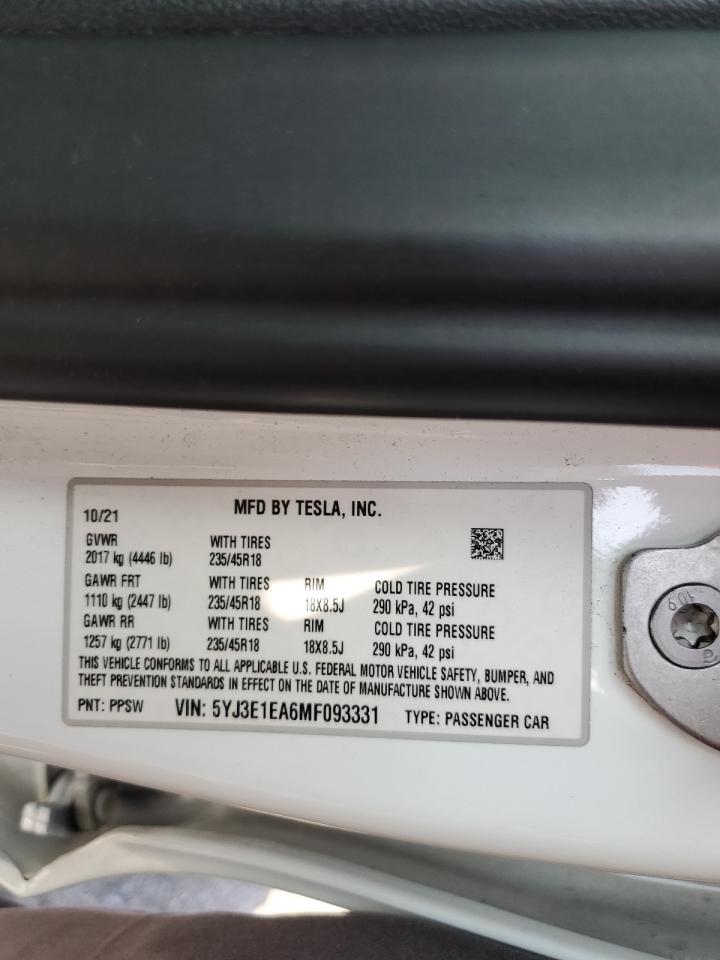 10/21 MFD BY TESLA, INC.
GVWR WITH TIRES
2017 kg (4446 lb) 235/45R18
GAWR FRT WITH TIRES RIM COLD TIRE PRESSURE
1110 kg (2447 lb) 235/45R18 18X8.5J 290 kPa, 42 psi
GAWR RR WITH TIRES RIM COLD TIRE PRESSURE
1257 kg (2771 lb) 235/45R18 18X8.5J 290 kPa, 42 psi
THIS VEHICLE CONFORMS TO ALL APPLICABLE U.S. FEDERAL MOTOR VEHICLE SAFETY, BUMPER, AND
THEFT PREVENTION STANDARDS IN EFFECT ON THE DATE OF MANUFACTURE SHOWN ABOVE.
PNT: PPSW VIN: 5YJ3E1EA6MF093331 TYPE: PASSENGER CAR
10.9